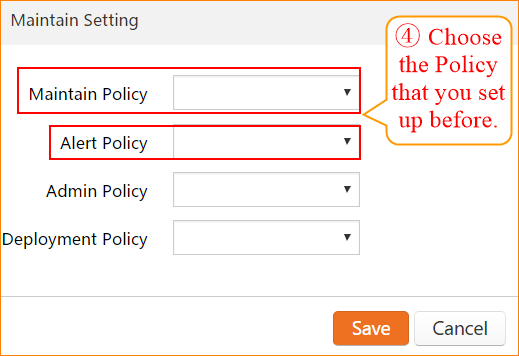 Maintain Setting
④ Choose
the Policy
that you set
up before.
Maintain Policy
Alert Policy
Admin Policy
Deployment Policy
Save
Cancel